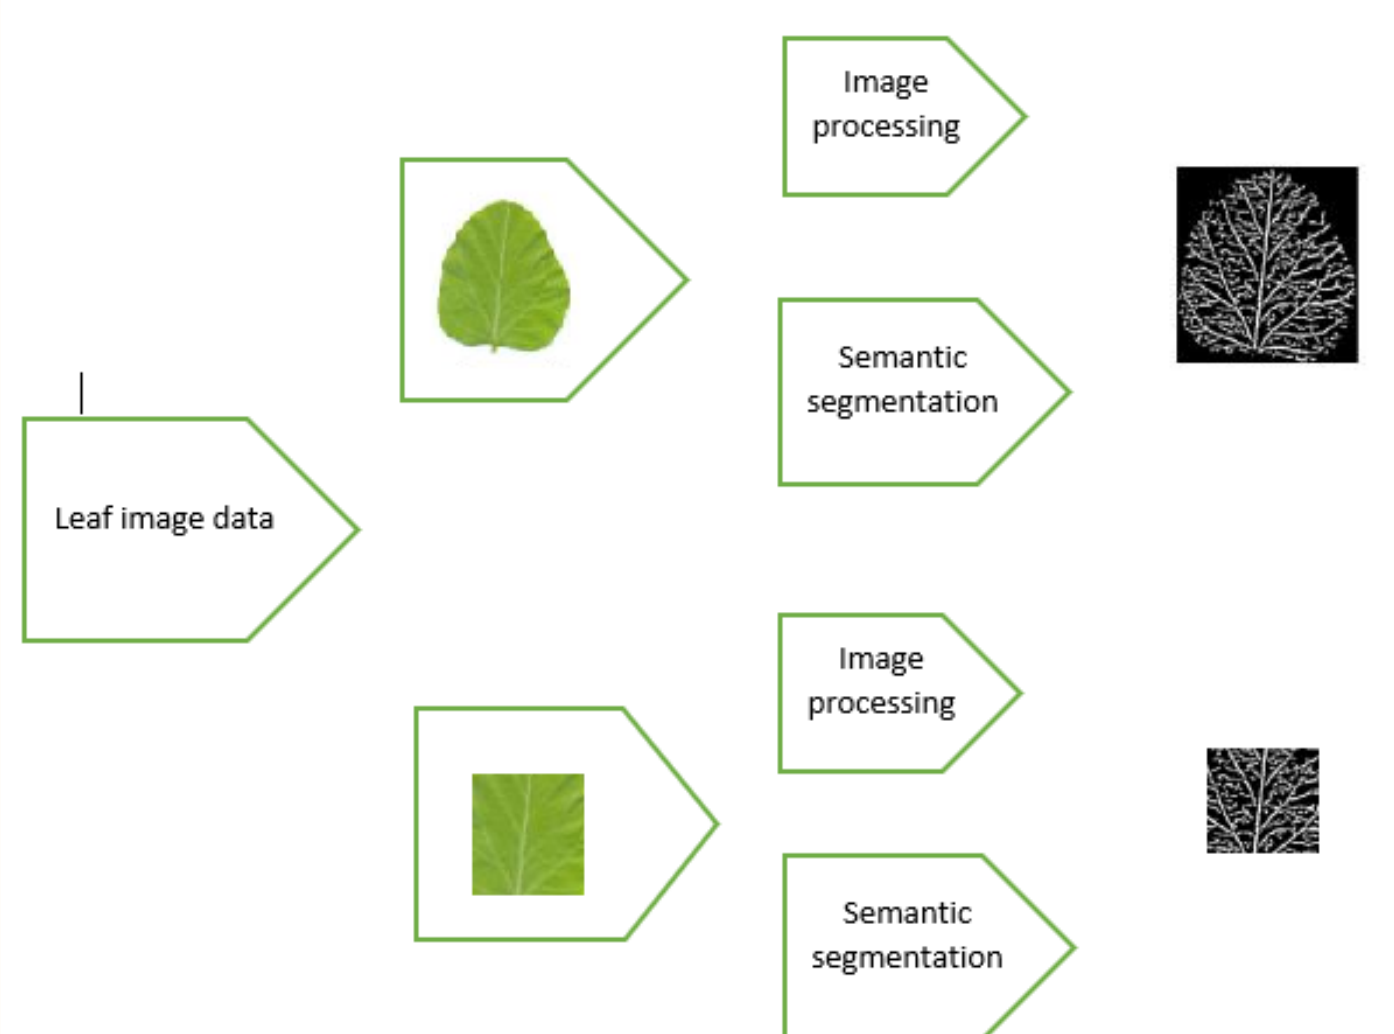 Image
processing
Semantic
segmentation
Leaf image data
Image
processing
Semantic
segmentation